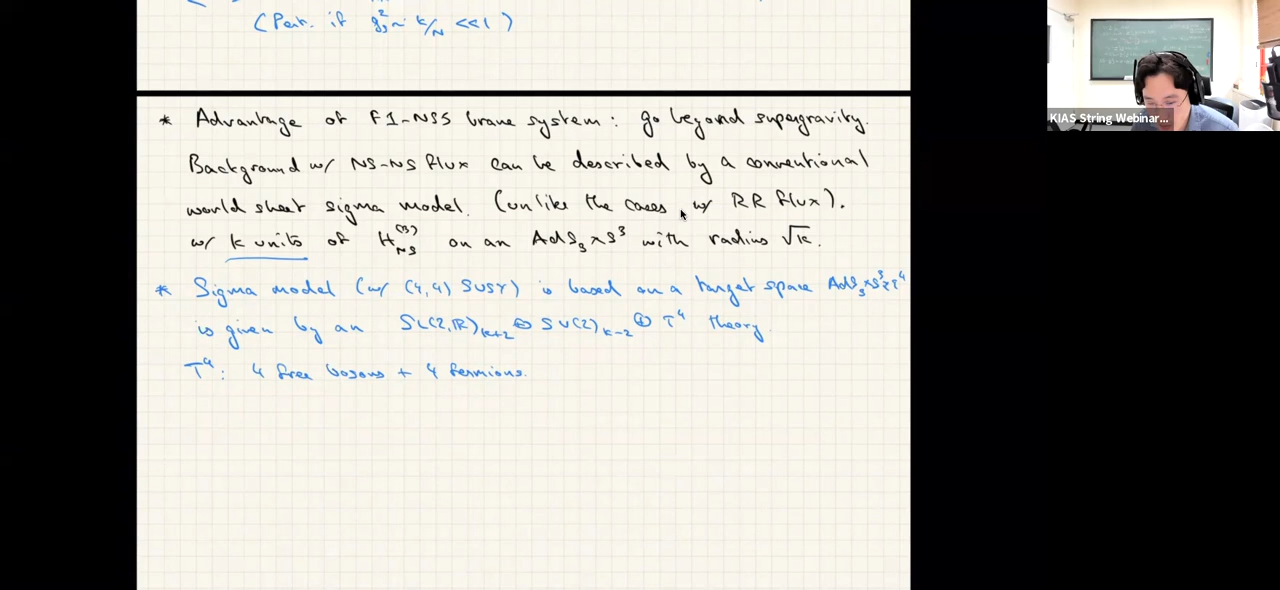 (Pert. if g_s^2 ~ k/N << 1)
* Advantage of F1-NS5 brane system: go beyond supergravity.
Background w/ NS-NS flux can be described by a conventional
world sheet sigma model. (unlike the cases w/ RR flux).
w/ k units of H_{NS}^{(3)} on an AdS_3×S^3 with radius √k.
* Sigma model (w/ (4,4) SUSY) is based on a target space AdS_3×S^3×T^4
is given by an SL(2,R)_{k+2} ⊕ SU(2)_{k-2} ⊕ T^4 theory.
T^4: 4 free bosons + 4 fermions.
KIAS String Webinar...